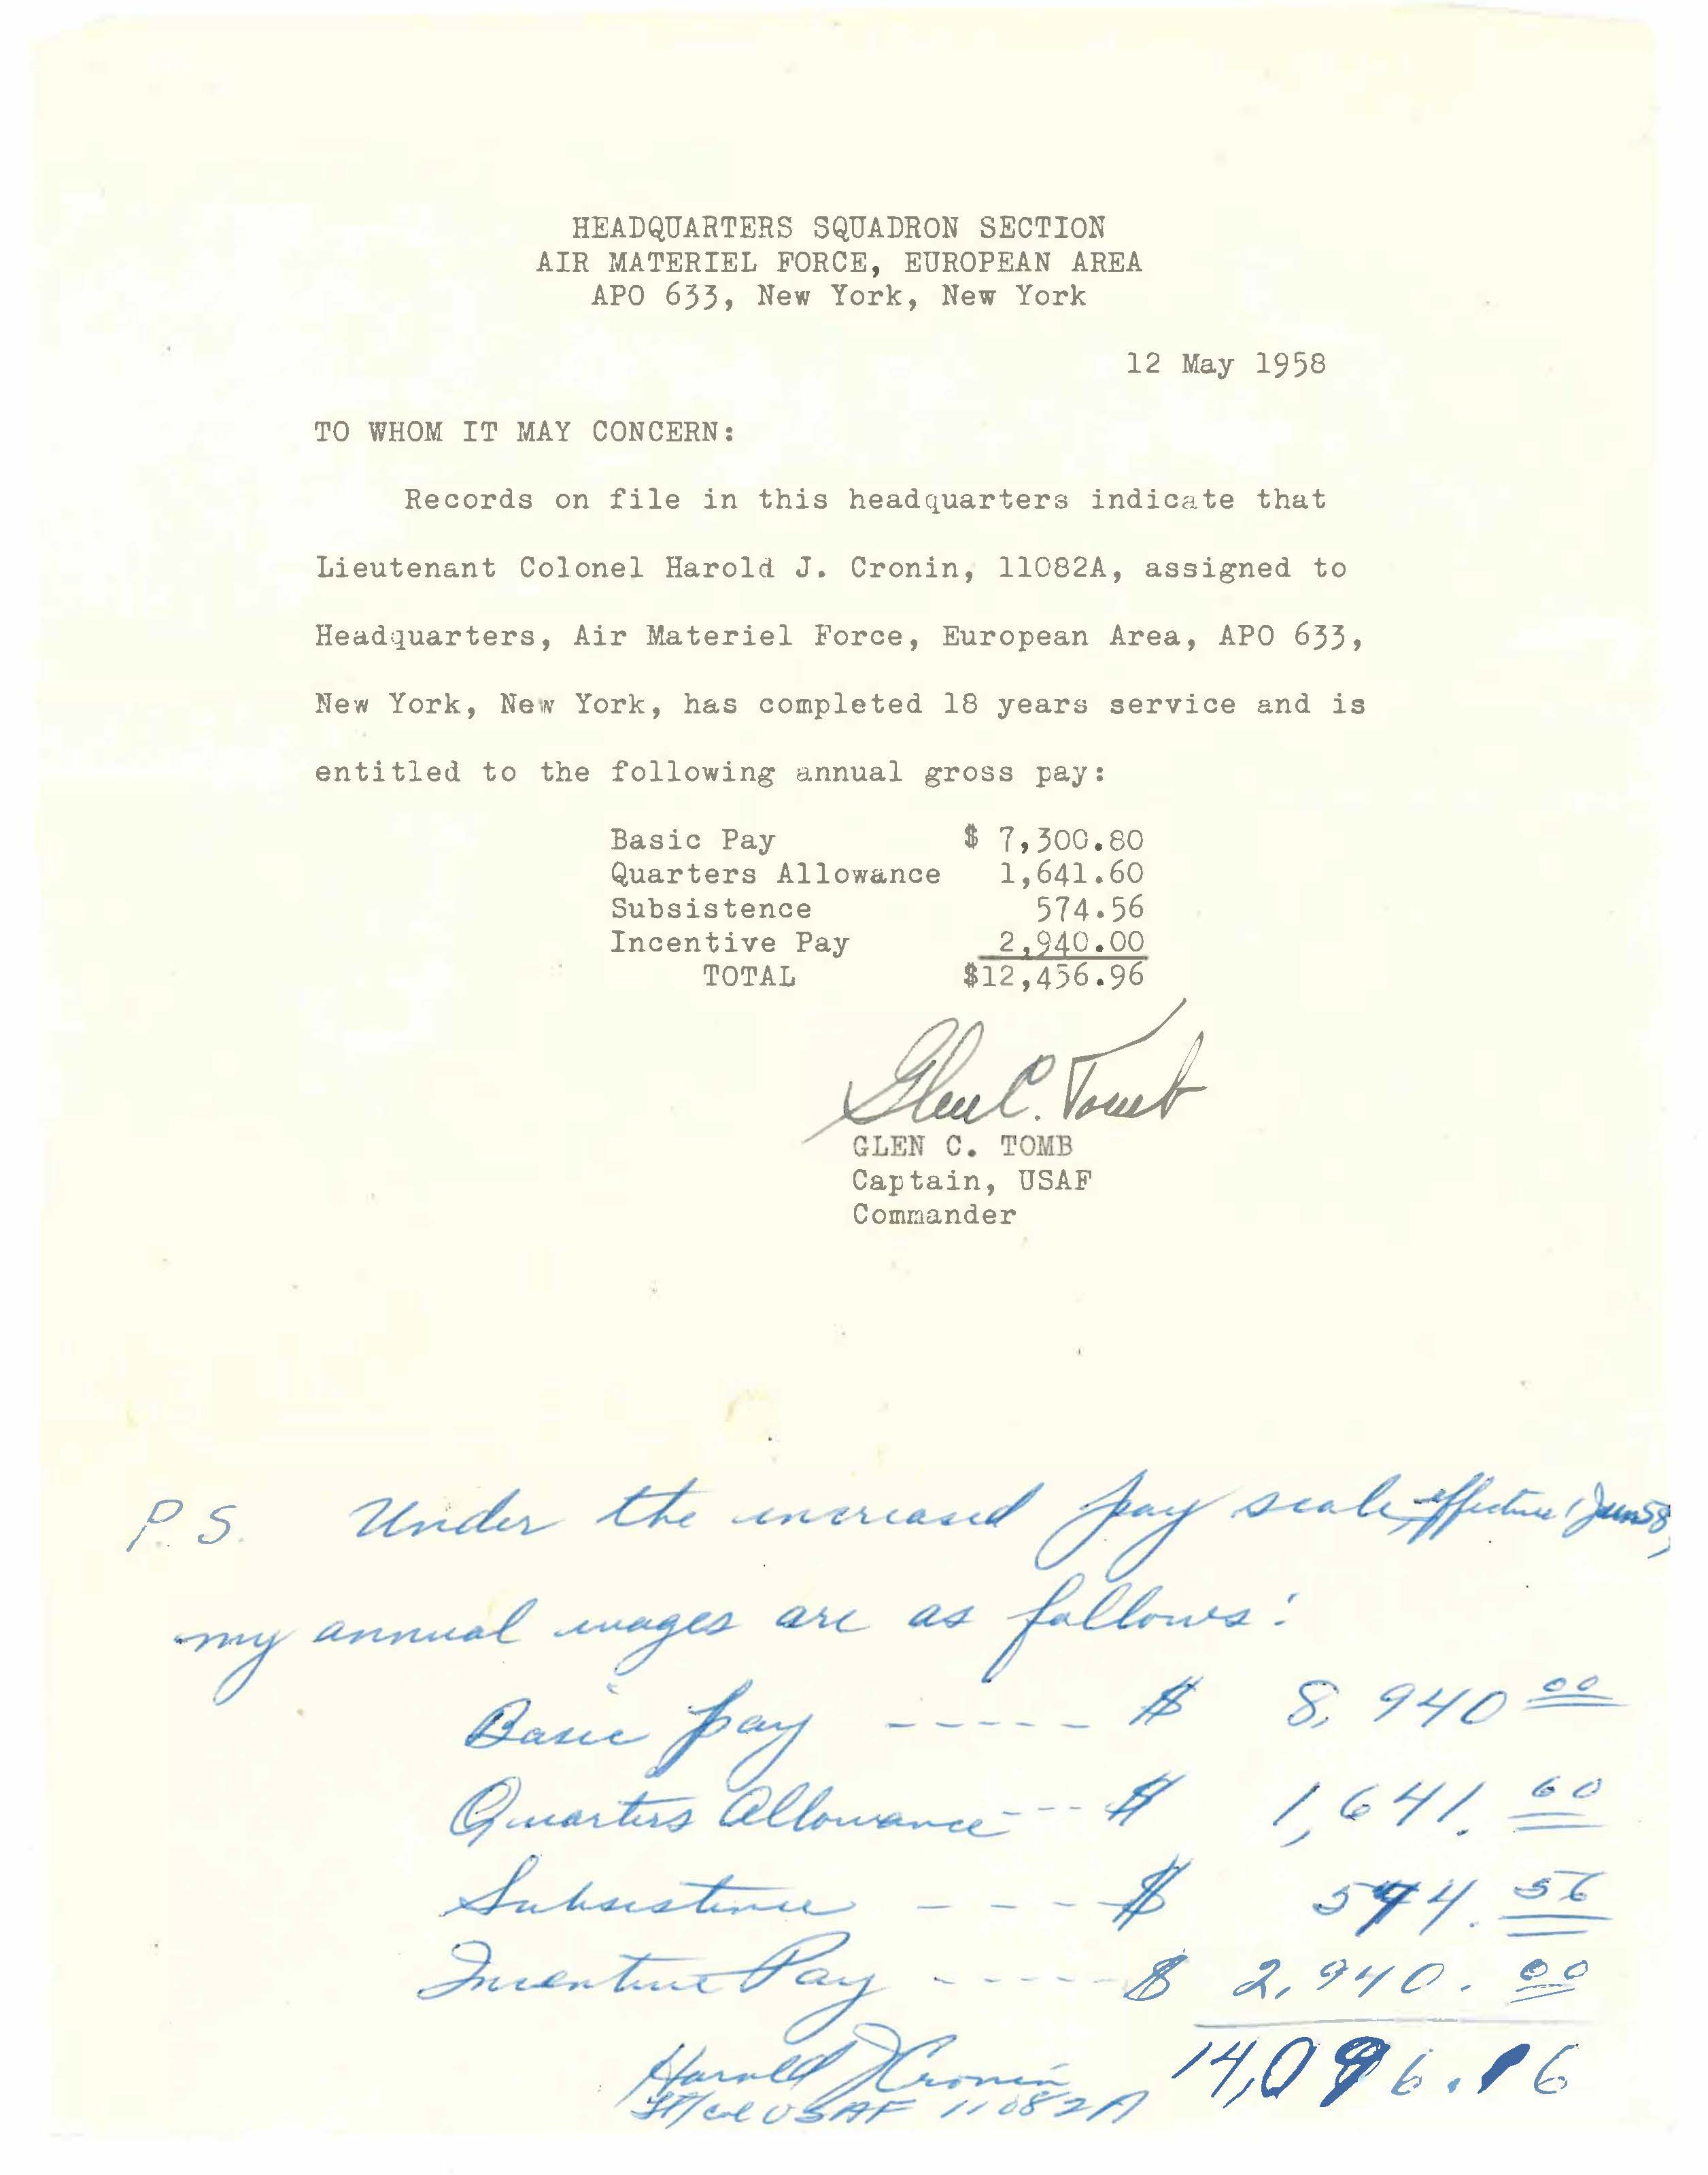 HEADQUARTERS SQUADRON SECTION
AIR MATERIEL FORCE, EUROPEAN AREA
APO 633, New York, New York
12 May 1958
TO WHOM IT MAY CONCERN:
Records on file in this headquarters indicate that
Lieutenant Colonel Harold J. Cronin, 11082A, assigned to
Headquarters, Air Materiel Force, European Area, APO 633,
New York, New York, has completed 18 years service and is
entitled to the following annual gross pay:
Basic Pay $ 7,300.80
Quarters Allowance 1,641.60
Subsistence 574.56
Incentive Pay 2,940.00
TOTAL $12,456.96
Glen C. Tomb
GLEN C. TOMB
Captain, USAF
Commander
P.S. Under the increased pay scale, effective 1 Jun 58,
my annual wages are as follows:
Basic pay ----- $ 8,940.00
Quarters Allowance --- $ 1,641.60
Subsistence ---- $ 574.56
Incentive Pay ----- $ 2,940.00
Harold J Cronin
Lt/Col USAF 11082A